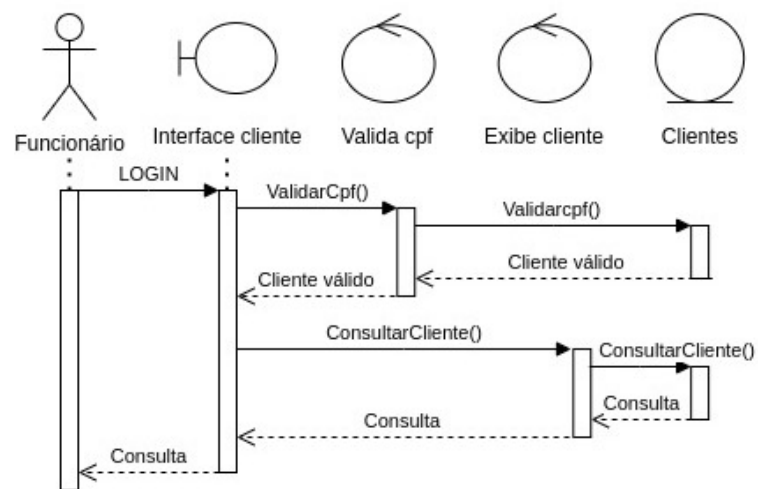 Funcionário
Interface cliente
Valida cpf
Exibe cliente
Clientes
LOGIN
ValidarCpf()
Validarcpf()
Cliente válido
Cliente válido
ConsultarCliente()
ConsultarCliente()
Consulta
Consulta
Consulta